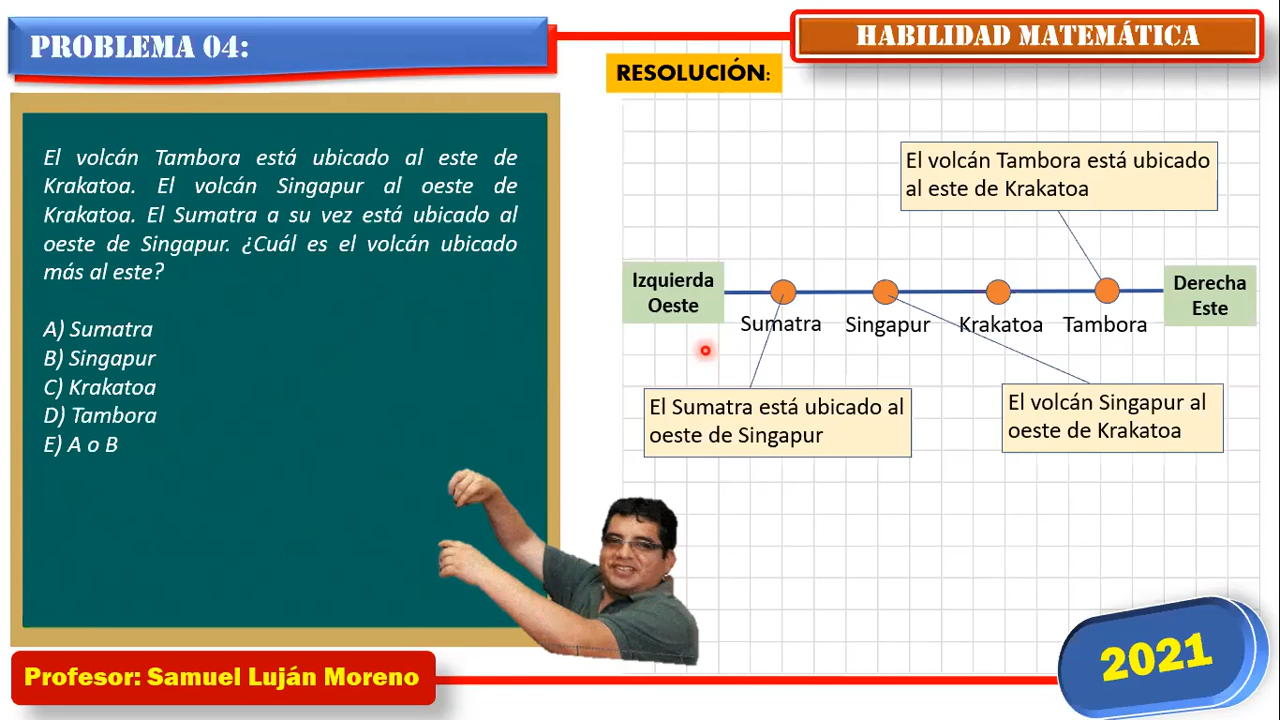 PROBLEMA 04:
HABILIDAD MATEMÁTICA
RESOLUCIÓN:
El volcán Tambora está ubicado al este de
Krakatoa. El volcán Singapur al oeste de
Krakatoa. El Sumatra a su vez está ubicado al
oeste de Singapur. ¿Cuál es el volcán ubicado
más al este?
A) Sumatra
B) Singapur
C) Krakatoa
D) Tambora
E) A o B
El volcán Tambora está ubicado
al este de Krakatoa
Izquierda
Oeste
Derecha
Este
Sumatra
Singapur
Krakatoa
Tambora
El Sumatra está ubicado al
oeste de Singapur
El volcán Singapur al
oeste de Krakatoa
Profesor: Samuel Luján Moreno
2021